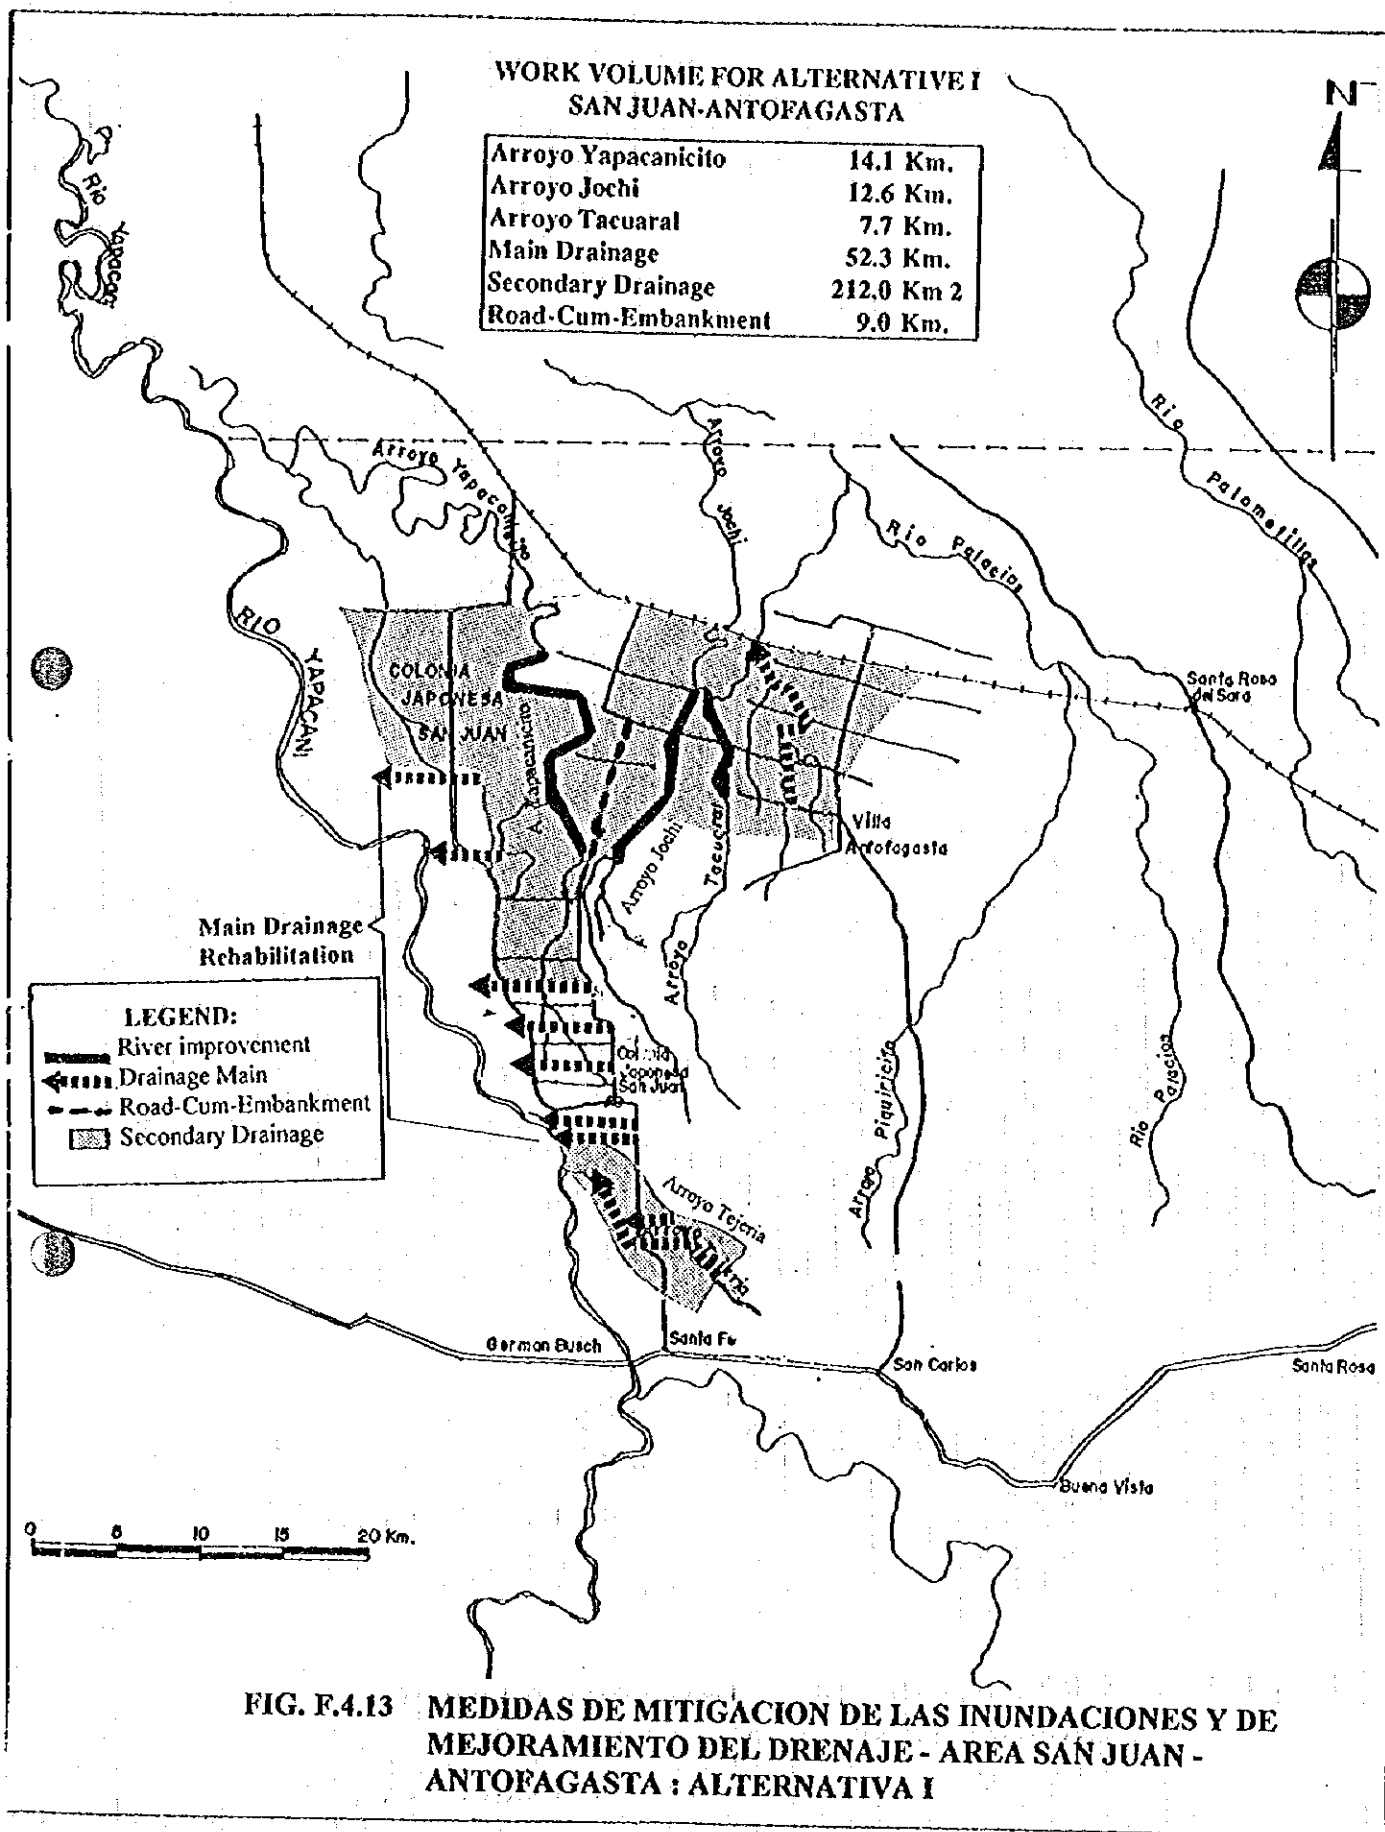 WORK VOLUME FOR ALTERNATIVE I
SAN JUAN-ANTOFAGASTA
Arroyo Yapacanicito 14.1 Km.
Arroyo Jochi 12.6 Km.
Arroyo Tacuaral 7.7 Km.
Main Drainage 52.3 Km.
Secondary Drainage 212.0 Km 2
Road-Cum-Embankment 9.0 Km.
N
Rio
Arroyo Yapacanicito
Arroyo Jochi
Rio Palacios
Rio Palometillas
RIO YAPACANI
COLONIA
JAPONESA
SAN JUAN
A. Yapacanicito
Santa Rosa
del Sara
Villa
Antofagasta
Arroyo Jochi
Arroyo Tacuaral
Main Drainage
Rehabilitation
LEGEND:
River improvement
Drainage Main
Road-Cum-Embankment
Secondary Drainage
Colonia
Japonesa
San Juan
Arroyo Piquiricito
Rio Palacios
Arroyo Tejeria
German Busch
Santa Fe
San Carlos
Santa Rosa
Buena Vista
0 5 10 15 20 Km.
FIG. F.4.13 MEDIDAS DE MITIGACION DE LAS INUNDACIONES Y DE
MEJORAMIENTO DEL DRENAJE - AREA SAN JUAN -
ANTOFAGASTA : ALTERNATIVA I